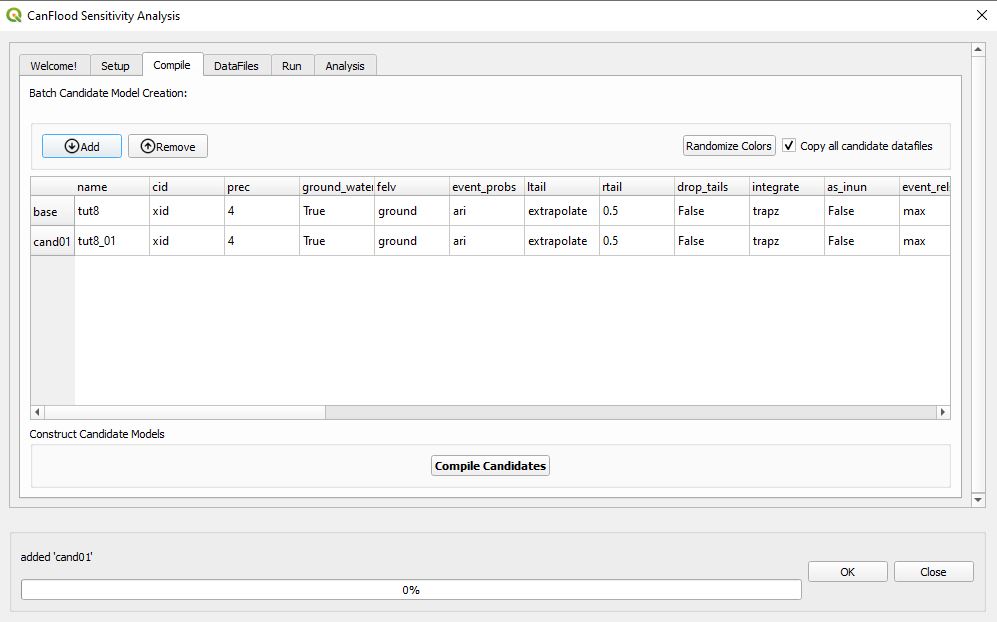 CanFlood Sensitivity Analysis
Welcome! Setup Compile DataFiles Run Analysis
Batch Candidate Model Creation:
Add Remove Randomize Colors Copy all candidate datafiles
name cid prec ground_water felv event_probs ltail rtail drop_tails integrate as_inun event_rel
base tut8 xid 4 True ground ari extrapolate 0.5 False trapz False max
cand01 tut8_01 xid 4 True ground ari extrapolate 0.5 False trapz False max
Construct Candidate Models
Compile Candidates
added 'cand01'
OK Close
0%